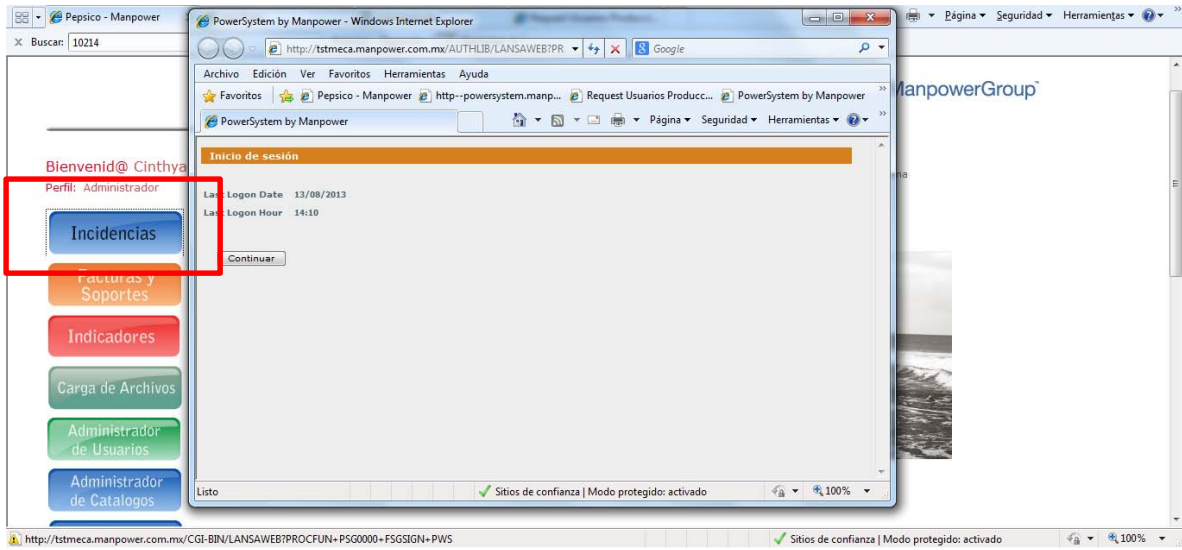 Pepsico - Manpower
PowerSystem by Manpower - Windows Internet Explorer
Página
Seguridad
Herramientas
Buscar: 10214
http://tstmeca.manpower.com.mx/AUTHLIB/LANSAWEB?PR
Google
Archivo Edición Ver Favoritos Herramientas Ayuda
Favoritos
Pepsico - Manpower
http--powersystem.manp...
Request Usuarios Producc...
PowerSystem by Manpower
ManpowerGroup
PowerSystem by Manpower
Página
Seguridad
Herramientas
Inicio de sesión
Bienvenid@ Cinthya
Perfil: Administrador
na
Last Logon Date 13/08/2013
Last Logon Hour 14:10
Incidencias
Continuar
Facturas y
Soportes
Indicadores
Carga de Archivos
Administrador
de Usuarios
Administrador
de Catalogos
Listo
Sitios de confianza | Modo protegido: activado
100%
http://tstmeca.manpower.com.mx/CGI-BIN/LANSAWEB?PROCFUN+PSG0000+FSGSIGN+PWS
Sitios de confianza | Modo protegido: activado
100%